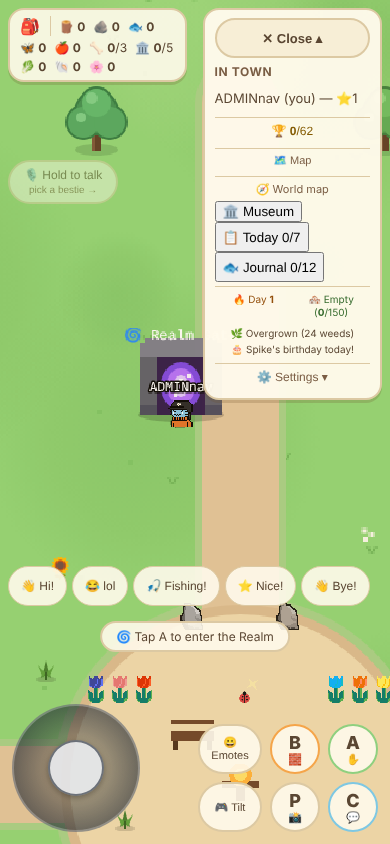 0 0 0
0 0 0/3 0/5
0 0 0
✕ Close ▴
IN TOWN
ADMINnav (you) — ⭐1
🏆 0/62
🗺️ Map
🧭 World map
🏛️ Museum
📋 Today 0/7
🐟 Journal 0/12
🔥 Day 1
🏘️ Empty (0/150)
🌿 Overgrown (24 weeds)
🎂 Spike's birthday today!
⚙️ Settings ▾
🎙️ Hold to talk
pick a bestie →
🌀 Realm
ADMINna
👋 Hi!
😂 lol
🎣 Fishing!
⭐ Nice!
👋 Bye!
🌀 Tap A to enter the Realm
😀 Emotes
B
A
🎮 Tilt
P
C